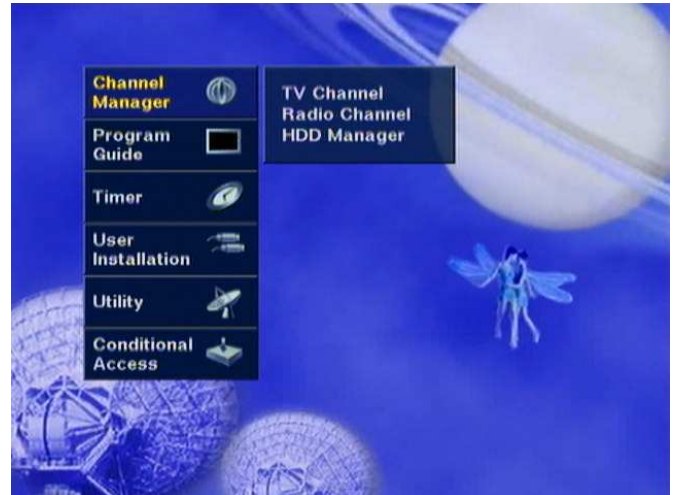 Channel
Manager
Program
Guide
Timer
User
Installation
Utility
Conditional
Access
TV Channel
Radio Channel
HDD Manager